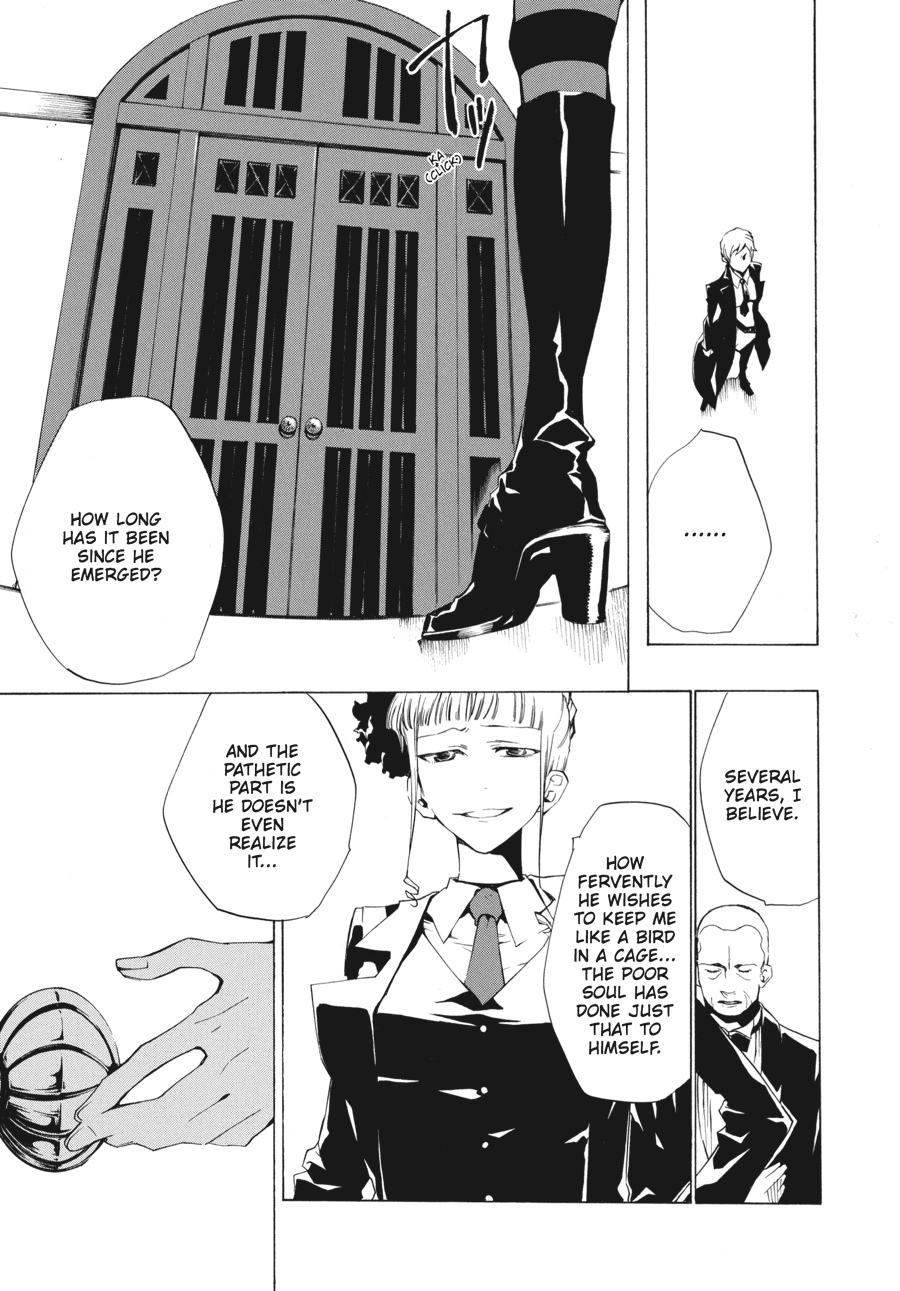 ......
カッ
KA
(CLICK)
HOW LONG
HAS IT BEEN
SINCE HE
EMERGED?
SEVERAL
YEARS, I
BELIEVE.
HOW
FERVENTLY
HE WISHES
TO KEEP ME
LIKE A BIRD
IN A CAGE...
THE POOR
SOUL HAS
DONE JUST
THAT TO
HIMSELF.
AND THE
PATHETIC
PART IS
HE DOESN'T
EVEN
REALIZE
IT...